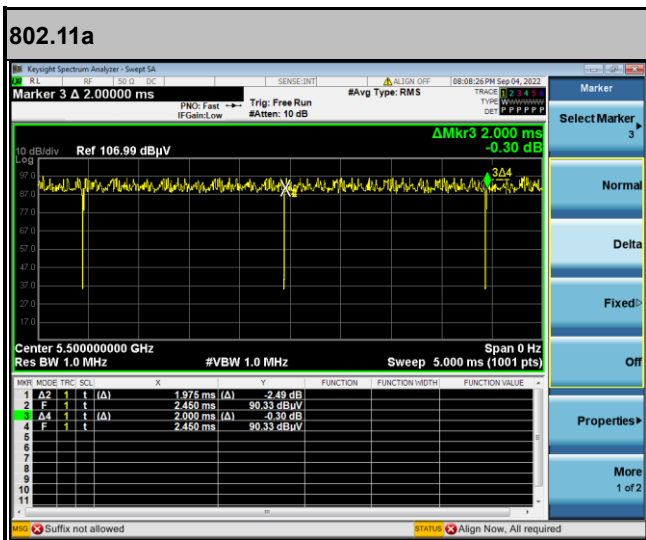 802.11a
Keysight Spectrum Analyzer - Swept SA
RL RF 50 Ω DC SENSE:INT ALIGN OFF 08:08:26 PM Sep 04, 2022
Marker 3 Δ 2.00000 ms
PNO: Fast
IFGain:Low
Trig: Free Run
#Atten: 10 dB
#Avg Type: RMS
TRACE 1 2 3 4 5 6
TYPE WWWWWW
DET P P P P P P
ΔMkr3 2.000 ms
-0.30 dB
10 dB/div Ref 106.99 dBµV
Log
97.0
87.0
77.0
67.0
57.0
47.0
37.0
27.0
17.0
3Δ4
Center 5.500000000 GHz Span 0 Hz
Res BW 1.0 MHz #VBW 1.0 MHz Sweep 5.000 ms (1001 pts)
MKR MODE TRC SCL X Y FUNCTION FUNCTION WIDTH FUNCTION VALUE
1 Δ2 1 t (Δ) 1.975 ms (Δ) -2.49 dB
2 F 1 t 2.450 ms 90.33 dBµV
3 Δ4 1 t (Δ) 2.000 ms (Δ) -0.30 dB
4 F 1 t 2.450 ms 90.33 dBµV
5
6
7
8
9
10
11
MSG Suffix not allowed STATUS Align Now, All required
Marker
Select Marker
3
Normal
Delta
Fixed
Off
Properties
More
1 of 2